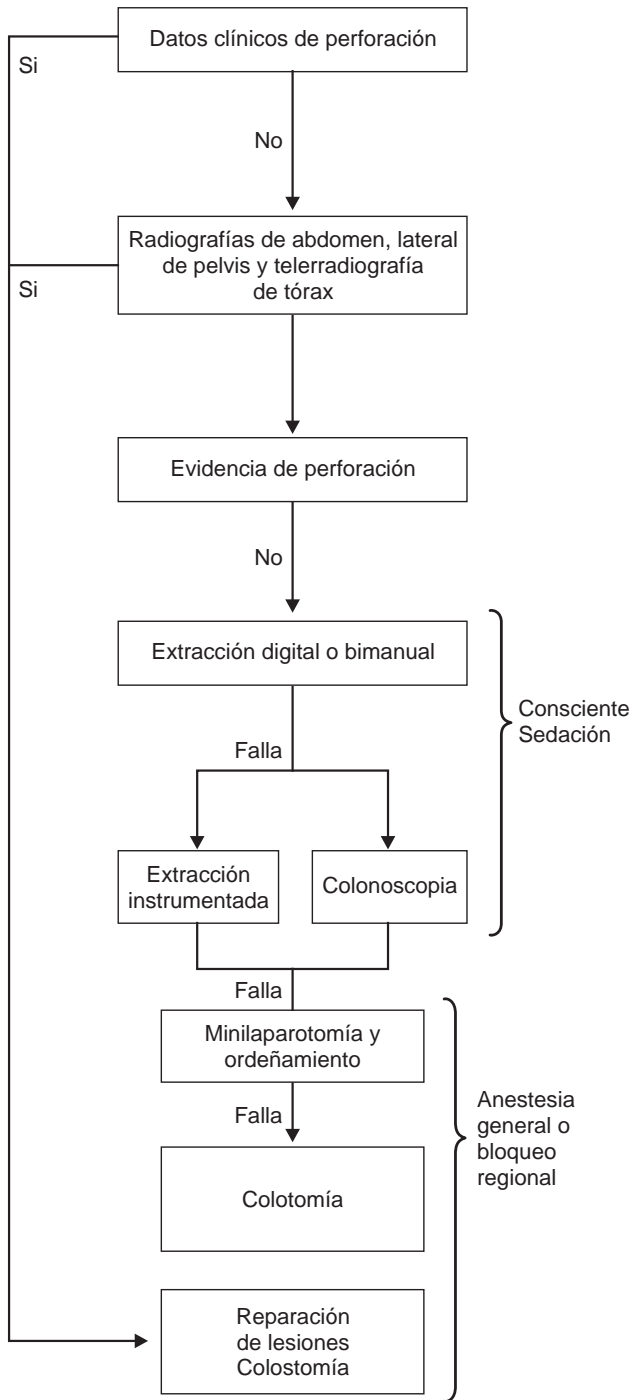 Datos clínicos de perforación
Si
No
Radiografías de abdomen, lateral
de pelvis y telerradiografía
de tórax
Si
Evidencia de perforación
No
Extracción digital o bimanual
Consciente
Sedación
Falla
Extracción
instrumentada
Colonoscopia
Falla
Minilaparotomía y
ordeñamiento
Falla
Anestesia
general o
bloqueo
regional
Colotomía
Reparación
de lesiones
Colostomía